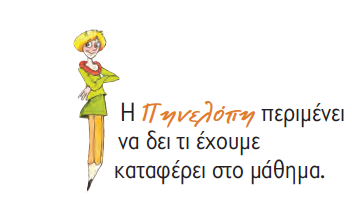 Η Πηνελόπη περιμένει
να δει τι έχουμε
καταφέρει στο μάθημα.